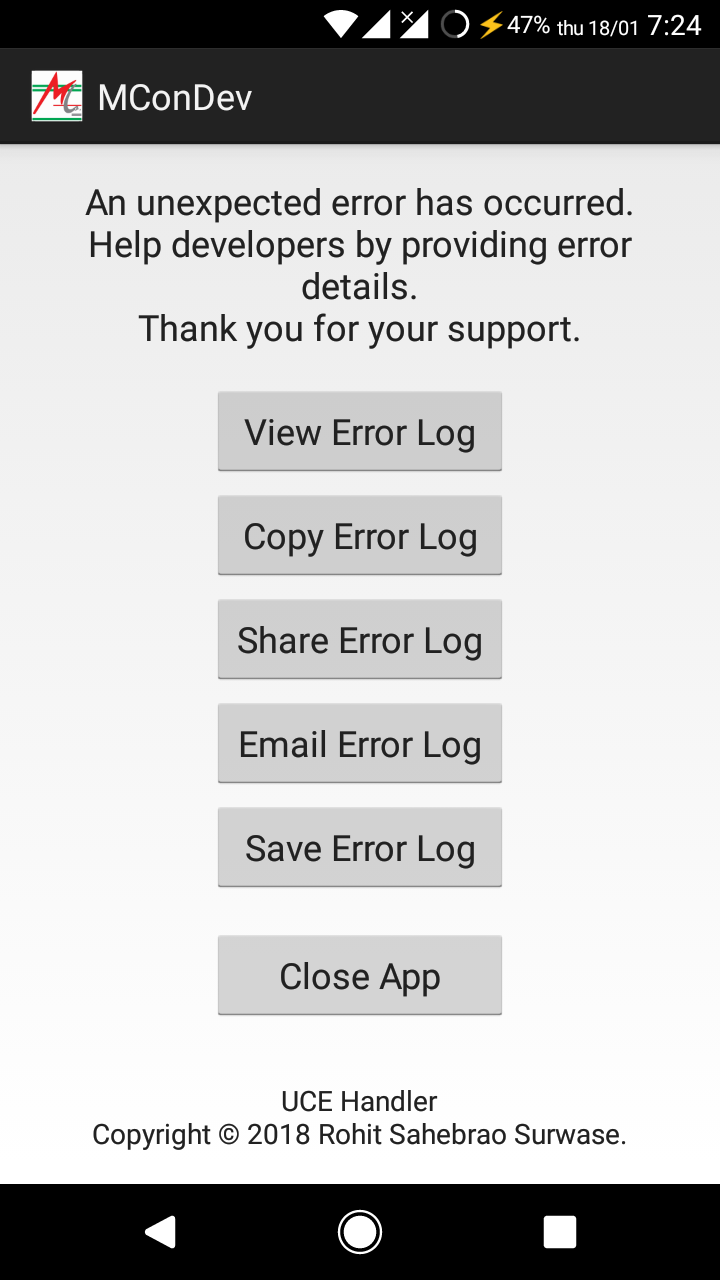 47% thu 18/01 7:24
MConDev
An unexpected error has occurred.
Help developers by providing error
details.
Thank you for your support.
View Error Log
Copy Error Log
Share Error Log
Email Error Log
Save Error Log
Close App
UCE Handler
Copyright © 2018 Rohit Sahebrao Surwase.